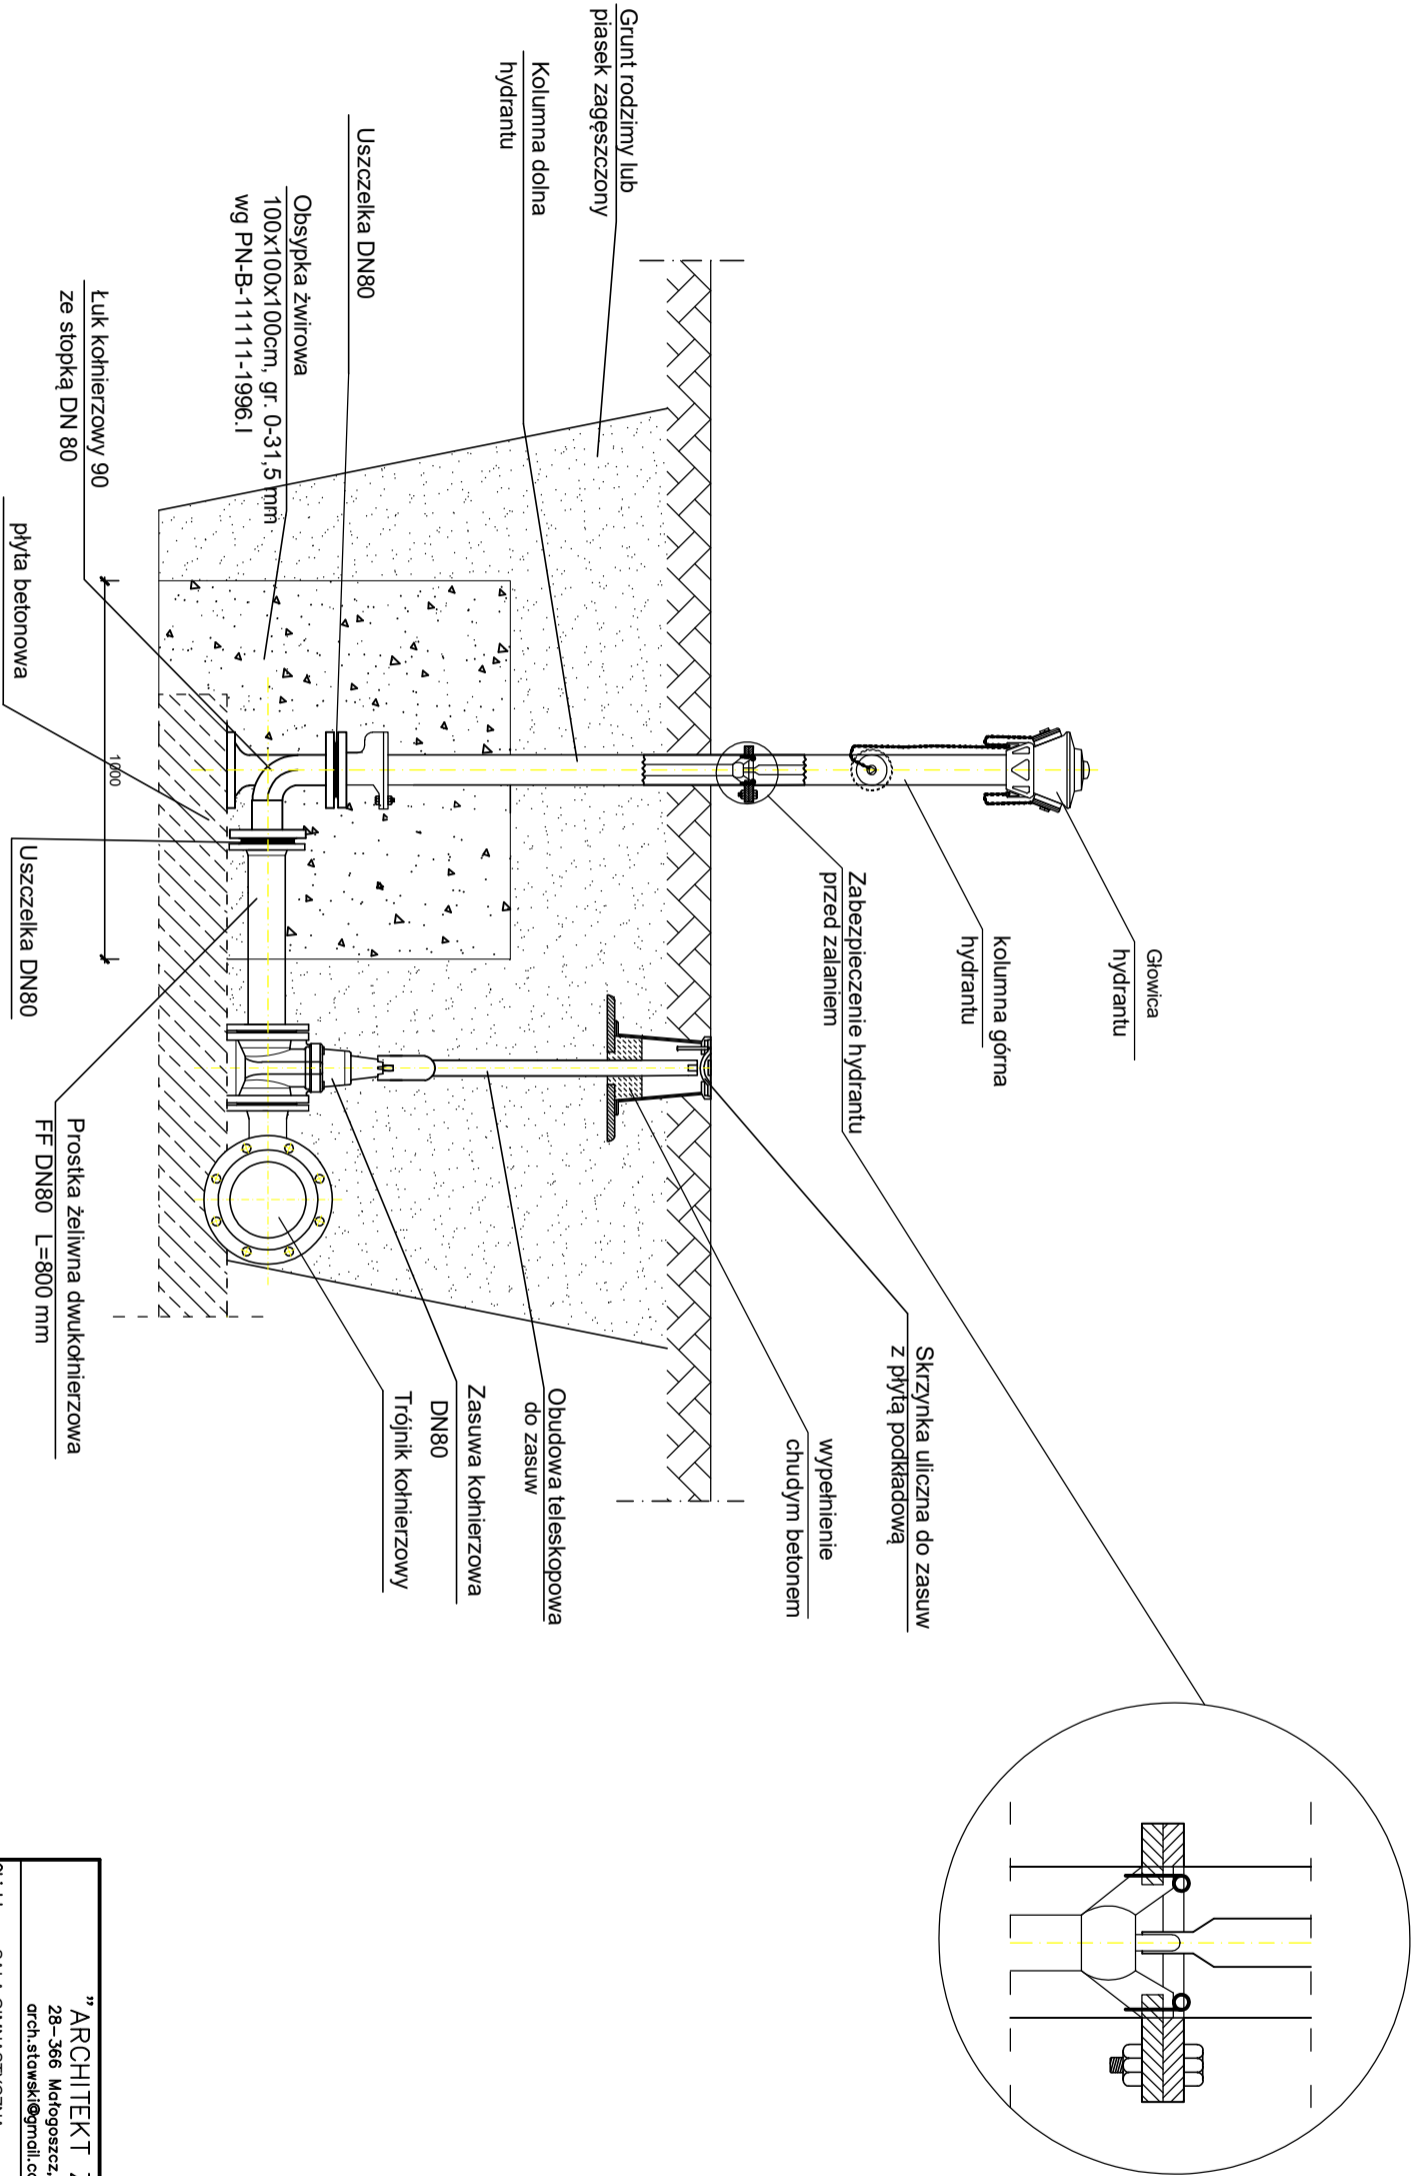 Głowica
hydrantu
kolumna górna
hydrantu
Zabezpieczenie hydrantu
przed zalaniem
Skrzynka uliczna do zasuw
z płytą podkładową
wypełnienie
chudym betonem
Grunt rodzimy lub
piasek zagęszczony
Kolumna dolna
hydrantu
Uszczelka DN80
Obsypka żwirowa
100x100x100cm, gr. 0-31,5 mm
wg PN-B-11111-1996.I
Łuk kołnierzowy 90
ze stopką DN 80
płyta betonowa
1000
Uszczelka DN80
Prostka żeliwna dwukołnierzowa
FF DN80 L=800 mm
Trójnik kołnierzowy
Zasuwa kołnierzowa
DN80
Obudowa teleskopowa
do zasuw
"ARCHITEKT
28-366 Małogoszcz,